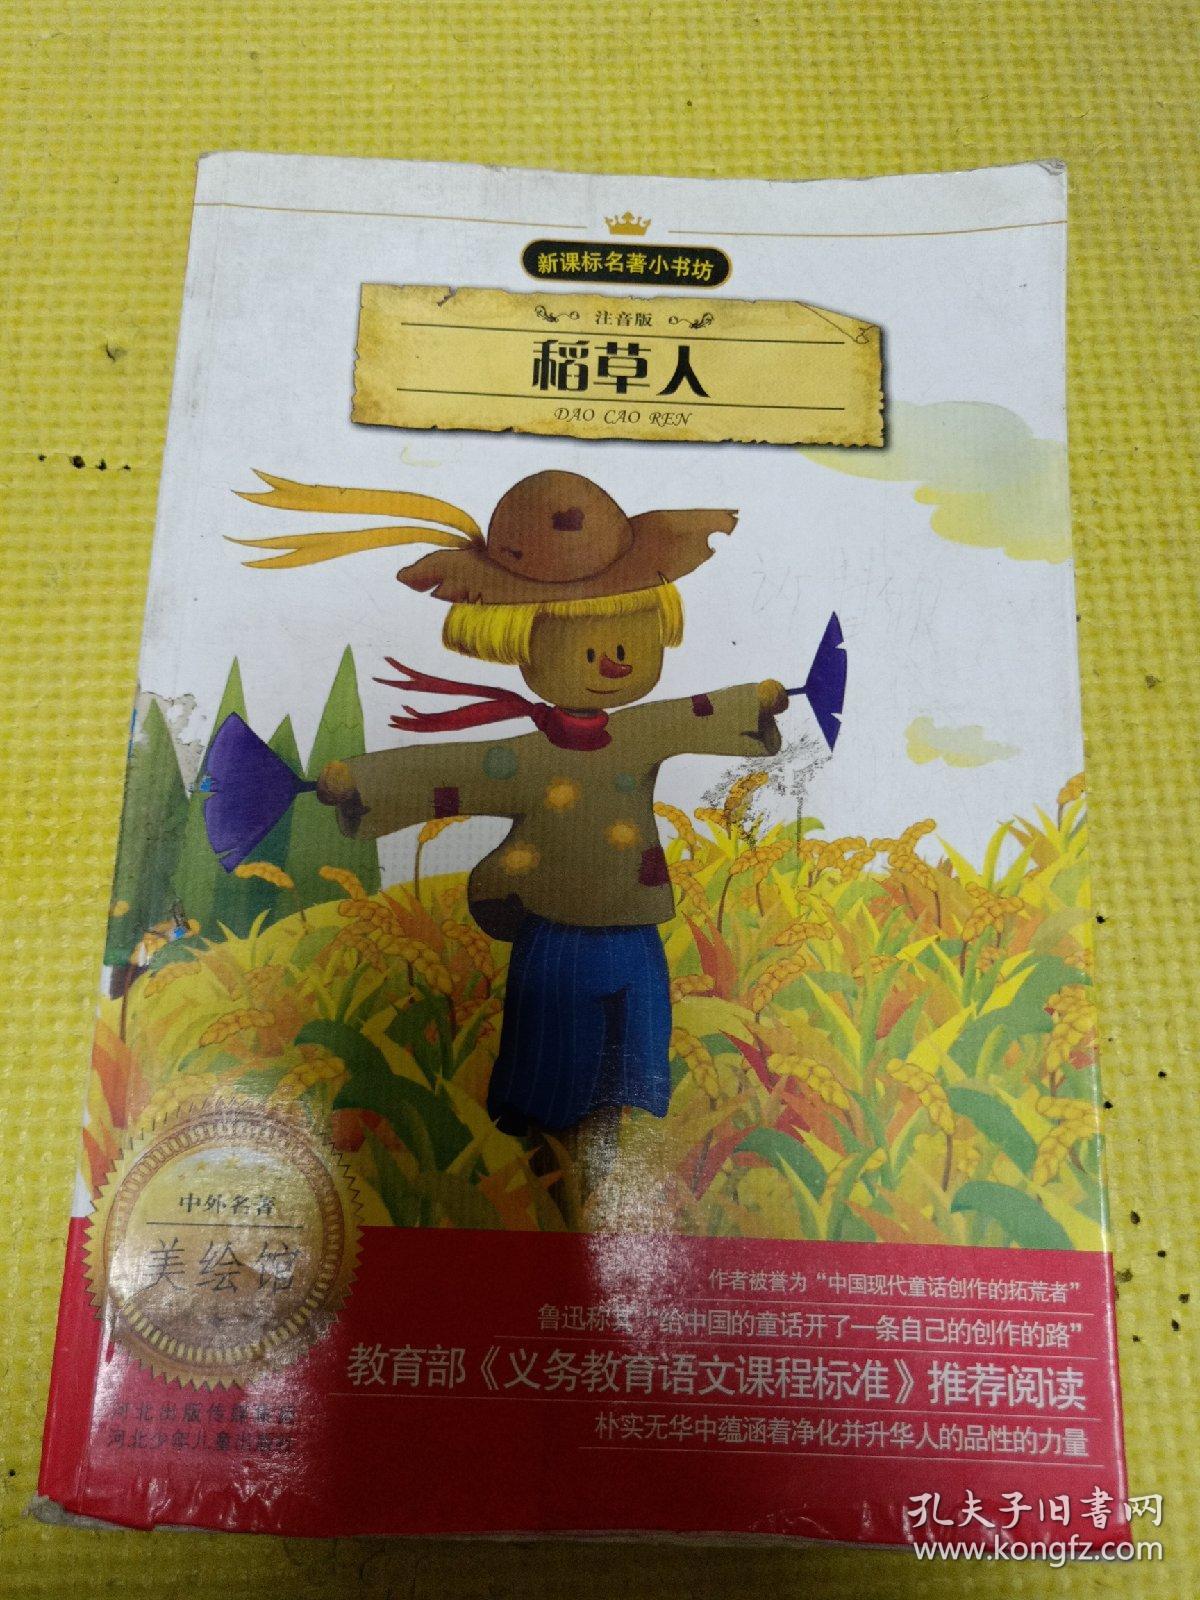 新课标名著小书坊
注音版
稻草人
DAO CAO REN
中外名著
美绘馆
作者被誉为“中国现代童话创作的拓荒者”
鲁迅称其“给中国的童话开了一条自己的创作的路”
教育部《义务教育语文课程标准》推荐阅读
朴实无华中蕴涵着净化并升华人的品性的力量
河北出版传媒集团
河北少年儿童出版社
孔夫子旧书网
www.kongfz.com